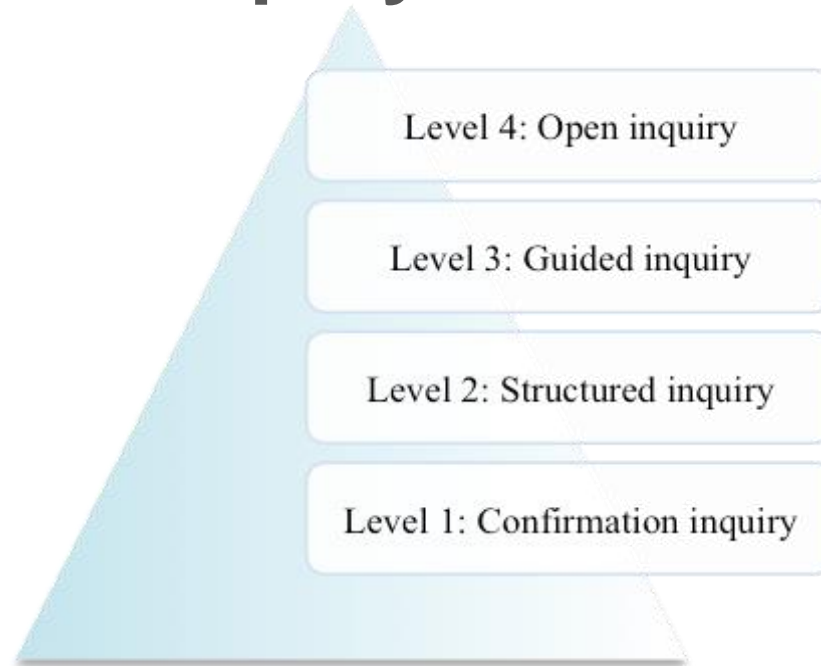 Level 4: Open inquiry
Level 3: Guided inquiry
Level 2: Structured inquiry
Level 1: Confirmation inquiry